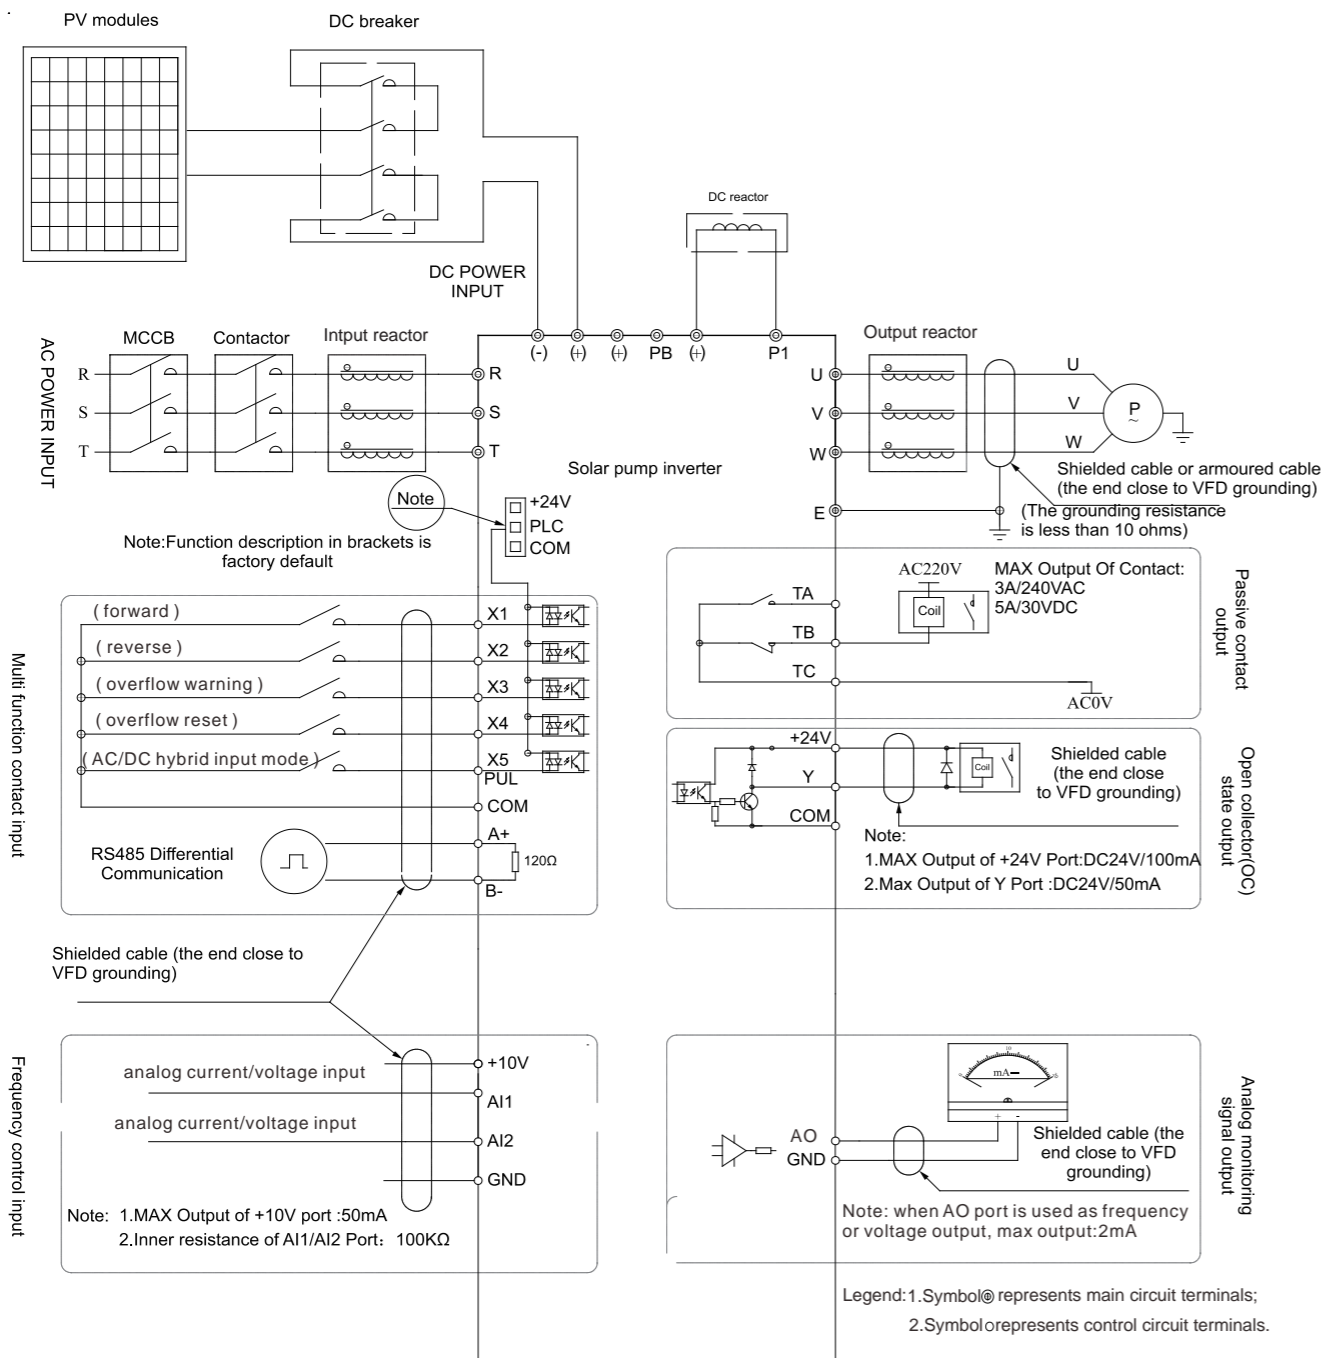 PV modules
DC breaker
DC reactor
DC POWER
INPUT
AC POWER INPUT
MCCB
Contactor
Intput reactor
(-)
(+)
(+)
PB
(+)
P1
Output reactor
R
S
T
R
S
T
U
V
W
E
U
V
W
P
~
Solar pump inverter
Shielded cable or armoured cable
(the end close to VFD grounding)
(The grounding resistance
is less than 10 ohms)
Note
+24V
PLC
COM
Note:Function description in brackets is
factory default
Multi function contact input
( forward )
( reverse )
( overflow warning )
( overflow reset )
( AC/DC hybrid input mode )
X1
X2
X3
X4
X5
PUL
COM
A+
B-
120Ω
RS485 Differential
Communication
TA
TB
TC
AC220V
Coil
MAX Output Of Contact:
3A/240VAC
5A/30VDC
AC0V
Passive contact
output
+24V
Y
COM
Coil
Shielded cable
(the end close
to VFD grounding)
Note:
1.MAX Output of +24V Port:DC24V/100mA
2.Max Output of Y Port :DC24V/50mA
Open collector(OC)
state output
Shielded cable (the end close to
VFD grounding)
Frequency control input
analog current/voltage input
analog current/voltage input
+10V
AI1
AI2
GND
Note: 1.MAX Output of +10V port :50mA
2.Inner resistance of AI1/AI2 Port：100KΩ
mA
+ -
AO
GND
Shielded cable (the
end close to VFD
grounding)
Note: when AO port is used as frequency
or voltage output, max output:2mA
Analog monitoring
signal output
Legend:1.Symbol represents main circuit terminals;
2.Symbol represents control circuit terminals.